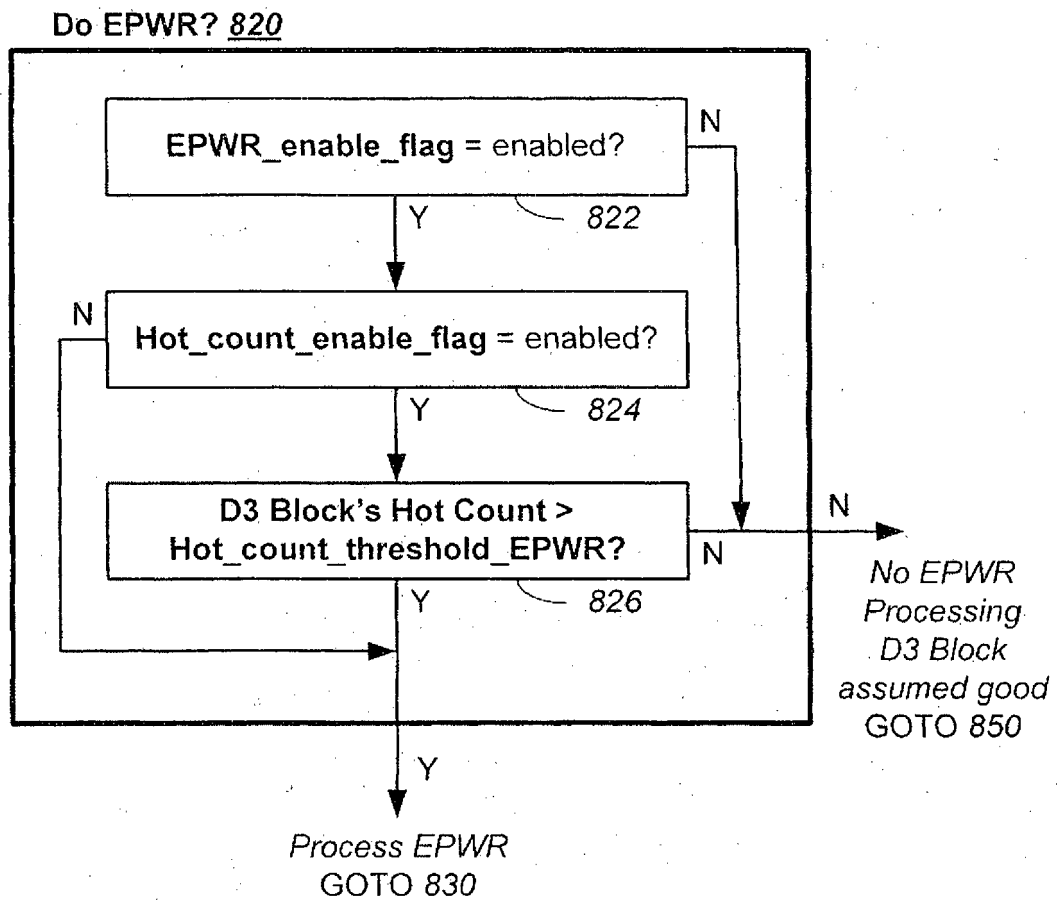 Do EPWR? 820
EPWR_enable_flag = enabled?
N
Y
822
N
Hot_count_enable_flag = enabled?
Y
824
D3 Block's Hot Count >
Hot_count_threshold_EPWR?
N
N
Y
826
No EPWR
Processing
D3 Block
assumed good
GOTO 850
Y
Process EPWR
GOTO 830